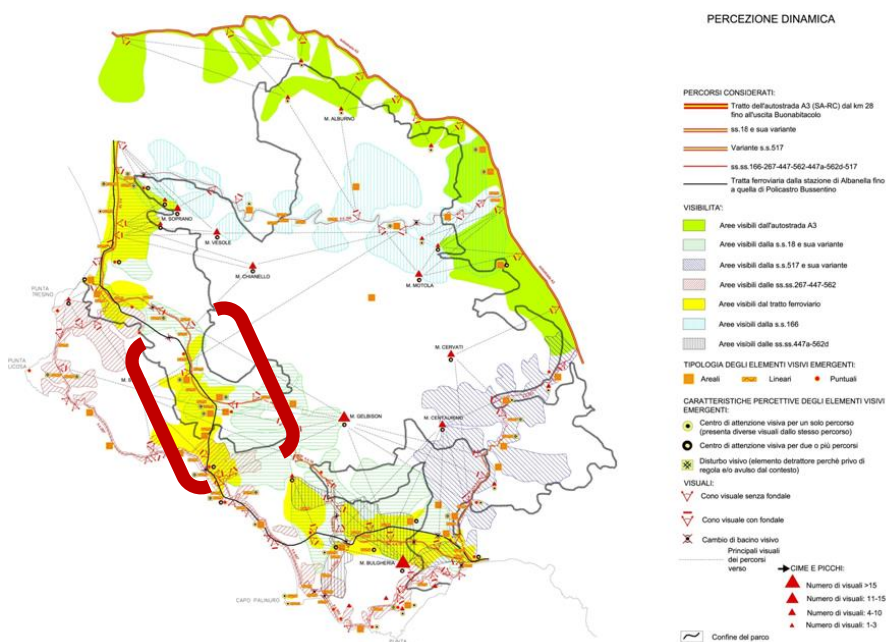 PERCEZIONE DINAMICA
PERCORSI CONSIDERATI:
Tratto dell'autostrada A3 (SA-RC) dal km 28
fino all'uscita Buonabitacolo
ss.18 e sua variante
Variante s.s.517
ss.ss.166-267-447-562-447a-562d-517
Tratta ferroviaria dalla stazione di Albanella fino
a quella di Policastro Bussentino
VISIBILITA':
Aree visibili dall'autostrada A3
Aree visibili dalla s.s.18 e sua variante
Aree visibili dalla s.s.517 e sua variante
Aree visibili dalle ss.ss.267-447-562
Aree visibili dal tratto ferroviario
Aree visibili dalla s.s.166
Aree visibili dalle ss.ss.447a-562d
TIPOLOGIA DEGLI ELEMENTI VISIVI EMERGENTI:
Areali
Lineari
Puntuali
CARATTERISTICHE PERCETTIVE DEGLI ELEMENTI VISIVI
EMERGENTI:
Centro di attenzione visiva per un solo percorso
(presenta diverse visuali dallo stesso percorso)
Centro di attenzione visiva per due o più percorsi
Disturbo visivo (elemento detrattore perchè privo di
regola e/o avulso dal contesto)
VISUALI:
Cono visuale senza fondale
Cono visuale con fondale
Cambio di bacino visivo
Principali visuali
dei percorsi
verso
CIME E PICCHI:
Numero di visuali >15
Numero di visuali: 11-15
Numero di visuali: 4-10
Numero di visuali: 1-3
Confine del parco
M. ALBURNO
M. SOPRANO
M. VESOLE
M. CHIANELLO
M. MOTOLA
PUNTA
TRESINO
PUNTA
LICOSA
M. CERVATI
M. GELBISON
M. CENTAURINO
M. BULGHERIA
CAPO PALINURO
PUNTA